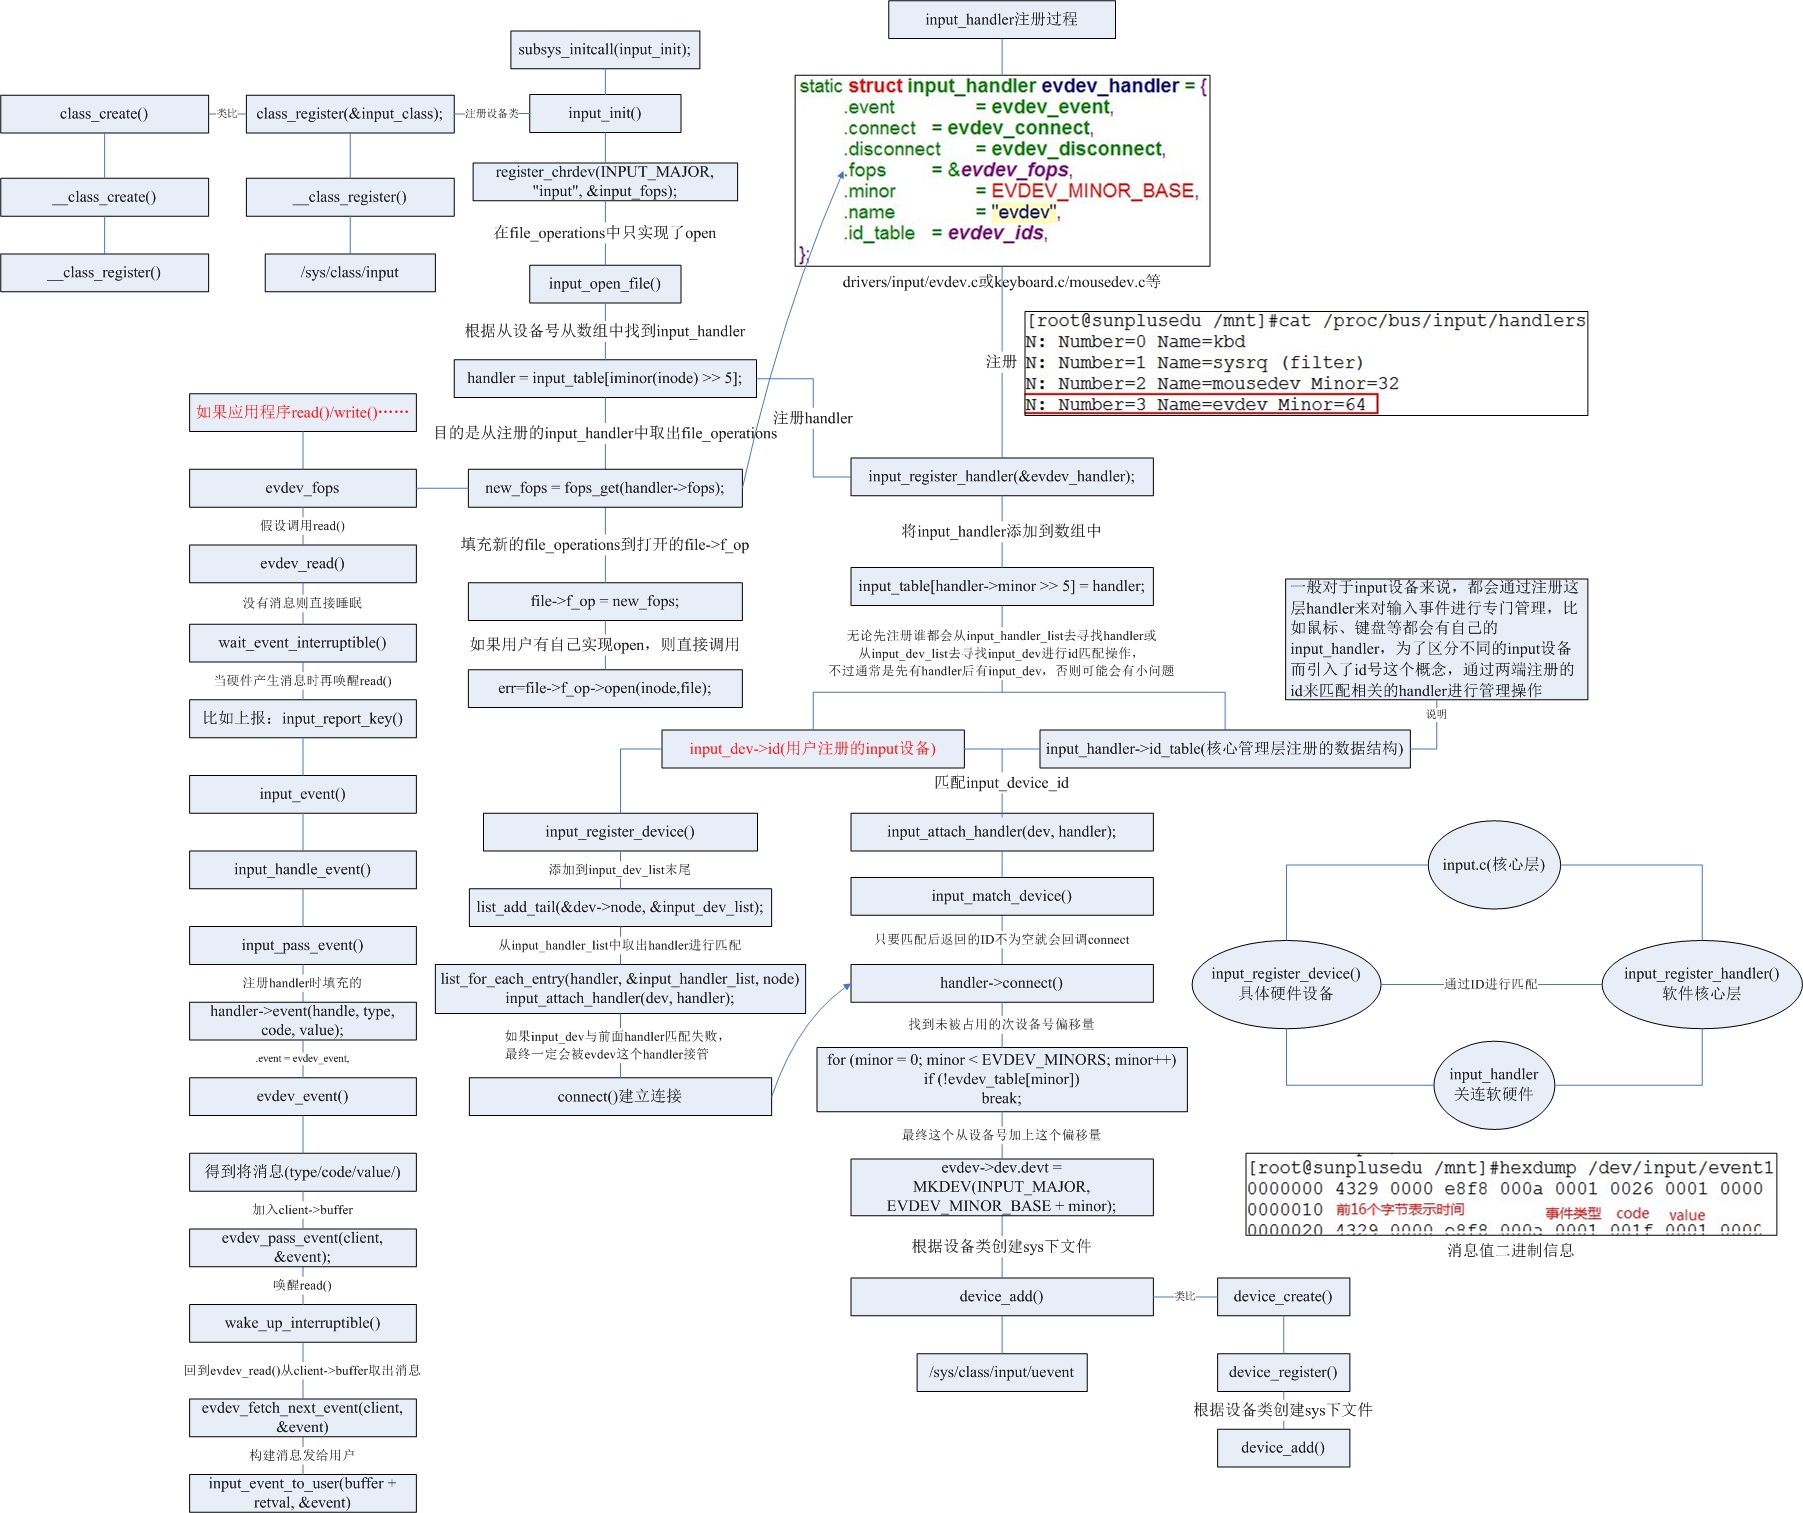 input_handler注册过程
subsys_initcall(input_init);
class_create()
类比
class_register(&input_class);
注册设备类
input_init()
__class_create()
__class_register()
register_chrdev(INPUT_MAJOR,
"input", &input_fops);
在file_operations中只实现了open
__class_register()
/sys/class/input
input_open_file()
根据从设备号从数组中找到input_handler
handler = input_table[iminor(inode) >> 5];
目的是从注册的input_handler中取出file_operations
new_fops = fops_get(handler->fops);
填充新的file_operations到打开的file->f_op
file->f_op = new_fops;
如果用户有自己实现open，则直接调用
err=file->f_op->open(inode,file);
static struct input_handler evdev_handler = {
.event = evdev_event,
.connect = evdev_connect,
.disconnect = evdev_disconnect,
.fops = &evdev_fops,
.minor = EVDEV_MINOR_BASE,
.name = "evdev",
.id_table = evdev_ids,
};
drivers/input/evdev.c或keyboard.c/mousedev.c等
注册
[root@sunplusedu /mnt]#cat /proc/bus/input/handlers
N: Number=0 Name=kbd
N: Number=1 Name=sysrq (filter)
N: Number=2 Name=mousedev Minor=32
N: Number=3 Name=evdev Minor=64
注册handler
input_register_handler(&evdev_handler);
将input_handler添加到数组中
input_table[handler->minor >> 5] = handler;
无论先注册谁都会从input_handler_list去寻找handler或
从input_dev_list去寻找input_dev进行id匹配操作，
不过通常是先有handler后有input_dev，否则可能会有小问题
一般对于input设备来说，都会通过注册这
层handler来对输入事件进行专门管理，比
如鼠标、键盘等都会有自己的
input_handler，为了区分不同的input设备
而引入了id号这个概念，通过两端注册的
id来匹配相关的handler进行管理操作
说明
input_dev->id(用户注册的input设备)
input_handler->id_table(核心管理层注册的数据结构)
匹配input_device_id
如果应用程序read()/write()……
evdev_fops
假设调用read()
evdev_read()
没有消息则直接睡眠
wait_event_interruptible()
当硬件产生消息时再唤醒read()
比如上报：input_report_key()
input_event()
input_handle_event()
input_pass_event()
注册handler时填充的
handler->event(handle, type,
code, value);
.event = evdev_event,
evdev_event()
得到将消息(type/code/value/)
加入client->buffer
evdev_pass_event(client,
&event);
唤醒read()
wake_up_interruptible()
回到evdev_read()从client->buffer取出消息
evdev_fetch_next_event(client,
&event)
构建消息发给用户
input_event_to_user(buffer +
retval, &event)
input_register_device()
添加到input_dev_list末尾
list_add_tail(&dev->node, &input_dev_list);
从input_handler_list中取出handler进行匹配
list_for_each_entry(handler, &input_handler_list, node)
input_attach_handler(dev, handler);
如果input_dev与前面handler匹配失败，
最终一定会被evdev这个handler接管
connect()建立连接
input_attach_handler(dev, handler);
input_match_device()
只要匹配后返回的ID不为空就会回调connect
handler->connect()
找到未被占用的次设备号偏移量
for (minor = 0; minor < EVDEV_MINORS; minor++)
if (!evdev_table[minor])
break;
最终这个从设备号加上这个偏移量
evdev->dev.devt =
MKDEV(INPUT_MAJOR,
EVDEV_MINOR_BASE + minor);
根据设备类创建sys下文件
device_add()
类比
device_create()
/sys/class/input/uevent
device_register()
根据设备类创建sys下文件
device_add()
input.c(核心层)
input_register_device()
具体硬件设备
通过ID进行匹配
input_register_handler()
软件核心层
input_handler
关连软硬件
[root@sunplusedu /mnt]#hexdump /dev/input/event1
0000000 4329 0000 e8f8 000a 0001 0026 0001 0000
0000010 前16个字节表示时间 事件类型 code value
0000020 4329 0000 e8f8 000a 0001 001f 0001 0000
消息值二进制信息